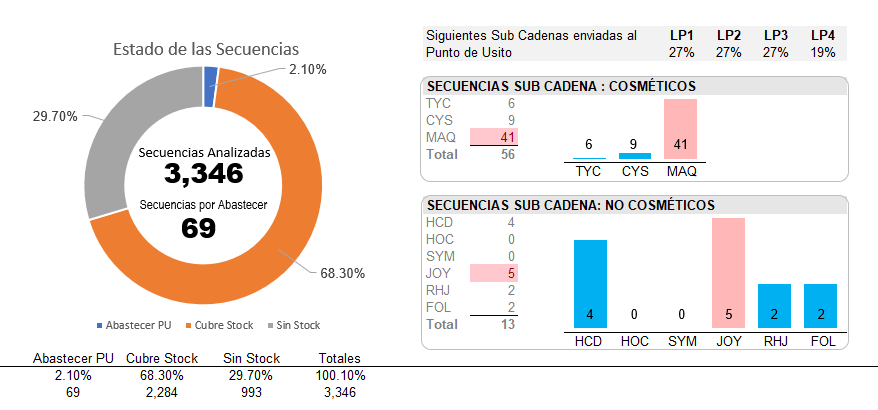 Estado de las Secuencias
2.10%
29.70%
Secuencias Analizadas
3,346
Secuencias por Abastecer
69
68.30%
Abastecer PU Cubre Stock Sin Stock
Abastecer PU Cubre Stock Sin Stock Totales
2.10% 68.30% 29.70% 100.10%
69 2,284 993 3,346
Siguientes Sub Cadenas enviadas al LP1 LP2 LP3 LP4
Punto de Usito 27% 27% 27% 19%
SECUENCIAS SUB CADENA : COSMÉTICOS
TYC 6
CYS 9
MAQ 41
Total 56
6 9 41
TYC CYS MAQ
SECUENCIAS SUB CADENA: NO COSMÉTICOS
HCD 4
HOC 0
SYM 0
JOY 5
RHJ 2
FOL 2
Total 13
4 0 0 5 2 2
HCD HOC SYM JOY RHJ FOL